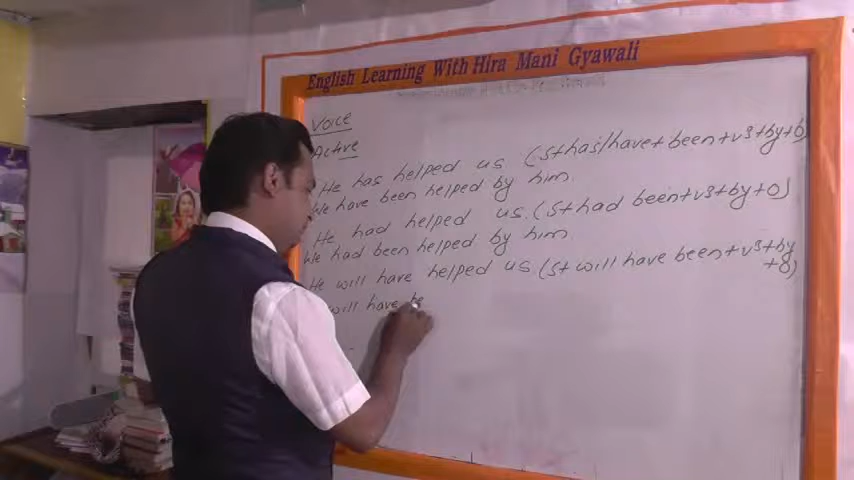 English Learning With Hira Mani Gyawali
Voice
Active
He has helped us (S+has/have+been+v3+by+o)
We have been helped by him
He had helped us. (S+had been+v3+by+o)
We had been helped by him
He will have helped us (S+ will have been+v3+by
+o)
will have be